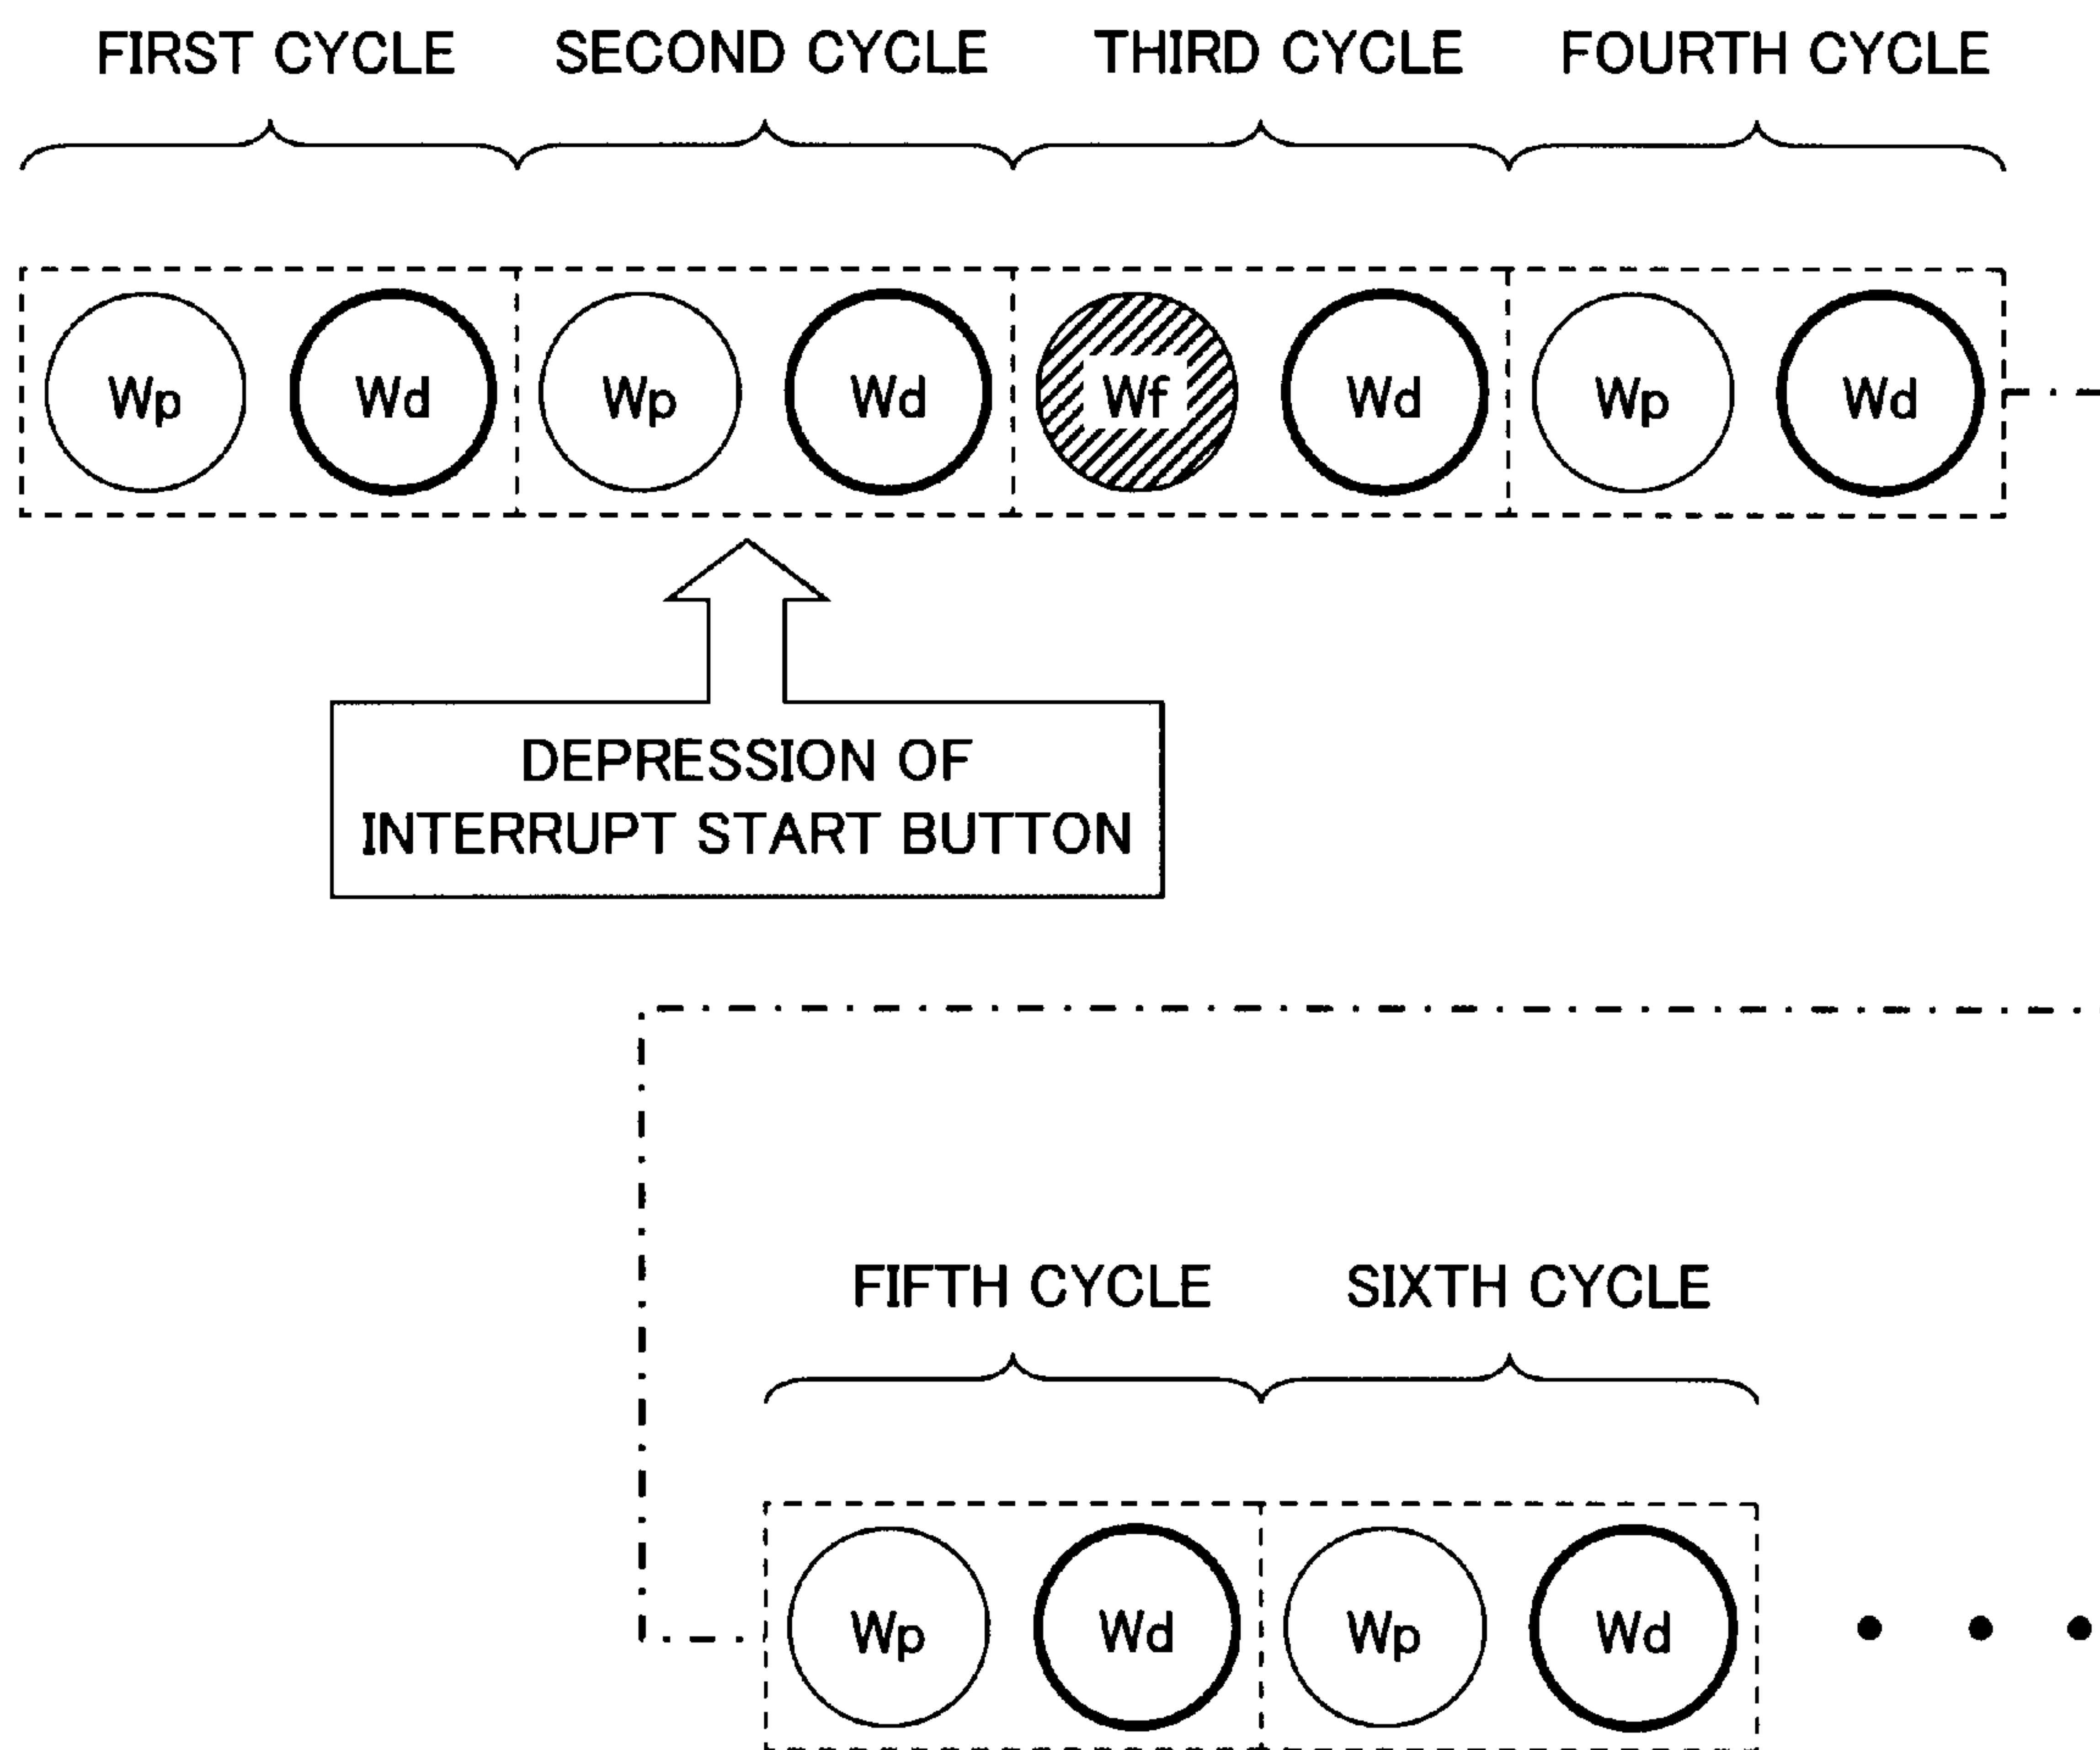 FIRST CYCLE SECOND CYCLE THIRD CYCLE FOURTH CYCLE
Wp Wd Wp Wd Wf Wd Wp Wd
DEPRESSION OF
INTERRUPT START BUTTON
FIFTH CYCLE SIXTH CYCLE
Wp Wd Wp Wd